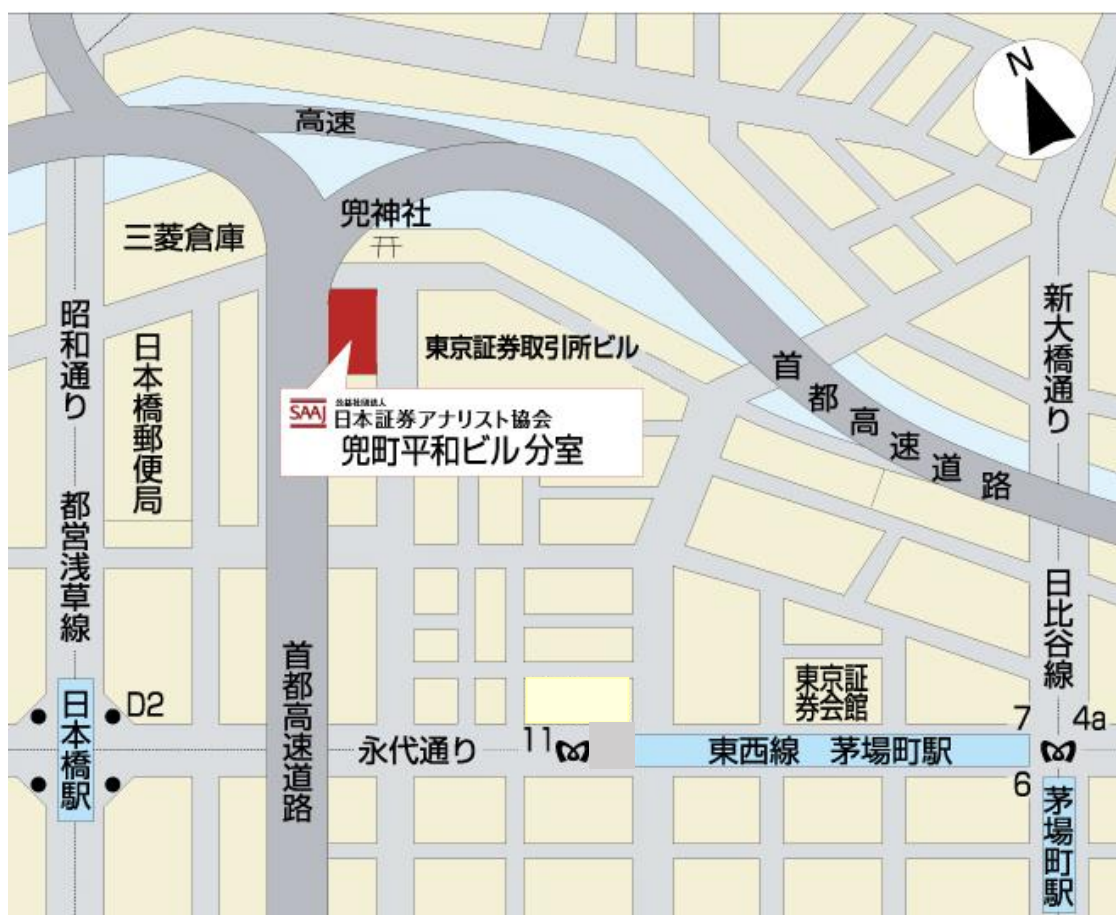 N
高速
兜神社
三菱倉庫
昭和通り
日本橋郵便局
東京証券取引所ビル
新大橋通り
首都高速道路
SAAJ
公益社団法人
日本証券アナリスト協会
兜町平和ビル分室
都営浅草線
日比谷線
首都高速道路
東京証
券会館
D2
日本橋駅
永代通り
11
東西線 茅場町駅
7
4a
6
茅場町駅